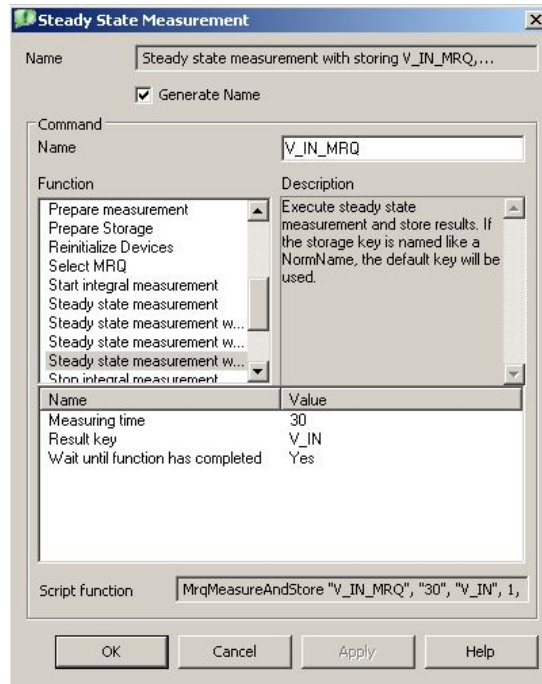 Steady State Measurement
Name
Steady state measurement with storing V_IN_MRQ,...
Generate Name
Command
Name
V_IN_MRQ
Function
Description
Prepare measurement
Prepare Storage
Reinitialize Devices
Select MRQ
Start integral measurement
Steady state measurement
Steady state measurement w...
Steady state measurement w...
Steady state measurement w...
Stop integral measurement
Execute steady state
measurement and store results. If
the storage key is named like a
NormName, the default key will be
used.
Name Value
Measuring time 30
Result key V_IN
Wait until function has completed Yes
Script function
MrqMeasureAndStore "V_IN_MRQ", "30", "V_IN", 1,
OK Cancel Apply Help